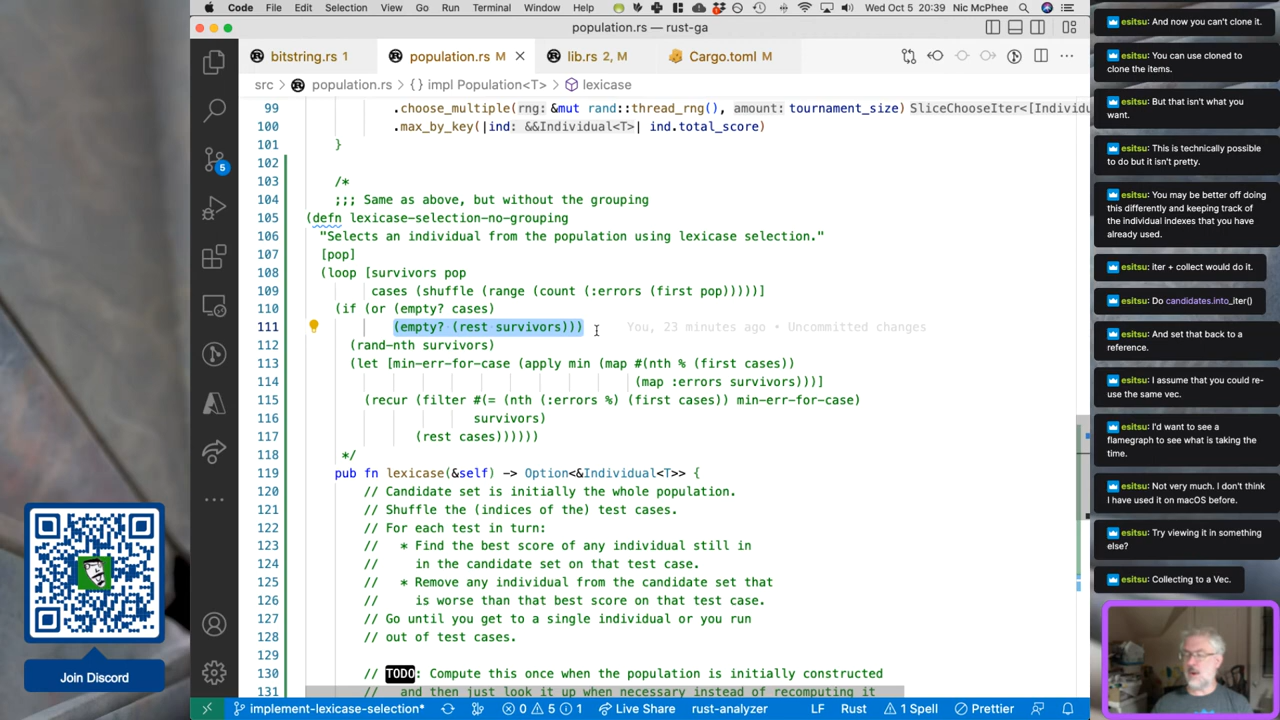 Code File Edit Selection View Go Run Terminal Window Help Wed Oct 5 20:39 Nic McPhee
population.rs — rust-ga
bitstring.rs 1 population.rs M lib.rs 2, M Cargo.toml M
src > population.rs > {} impl Population<T> > lexicase
99 .choose_multiple(rng: &mut rand::thread_rng(), amount: tournament_size) SliceChooseIter<[Individu
100 .max_by_key(|ind: &&Individual<T>| ind.total_score)
101 }
102
103 /*
104 ;;; Same as above, but without the grouping
105 (defn lexicase-selection-no-grouping
106 "Selects an individual from the population using lexicase selection."
107 [pop]
108 (loop [survivors pop
109 cases (shuffle (range (count (:errors (first pop)))))]
110 (if (or (empty? cases)
111 (empty? (rest survivors))) You, 23 minutes ago • Uncommitted changes
112 (rand-nth survivors)
113 (let [min-err-for-case (apply min (map #(nth % (first cases))
114 (map :errors survivors)))]
115 (recur (filter #(= (nth (:errors %) (first cases)) min-err-for-case)
116 survivors)
117 (rest cases))))))
118 */
119 pub fn lexicase(&self) -> Option<&Individual<T>> {
120 // Candidate set is initially the whole population.
121 // Shuffle the (indices of the) test cases.
122 // For each test in turn:
123 // * Find the best score of any individual still in
124 // in the candidate set on that test case.
125 // * Remove any individual from the candidate set that
126 // is worse than that best score on that test case.
127 // Go until you get to a single individual or you run
128 // out of test cases.
129
130 // TODO: Compute this once when the population is initially constructed
131 // and then just look it up when necessary instead of recomputing it
5
implement-lexicase-selection* 0 5 1 Live Share rust-analyzer LF Rust 1 Spell Prettier
Join Discord
esitsu: And now you can't clone it.
esitsu: You can use cloned to
clone the items.
esitsu: But that isn't what you
want.
esitsu: This is technically possible
to do but it isn't pretty.
esitsu: You may be better off doing
this differently and keeping track of
the individual indexes that you have
already used.
esitsu: iter + collect would do it.
esitsu: Do candidates.into_iter()
esitsu: And set that back to a
reference.
esitsu: I assume that you could re-
use the same vec.
esitsu: I'd want to see a
flamegraph to see what is taking the
time.
esitsu: Not very much. I don't think
I have used it on macOS before.
esitsu: Try viewing it in something
else?
esitsu: Collecting to a Vec.